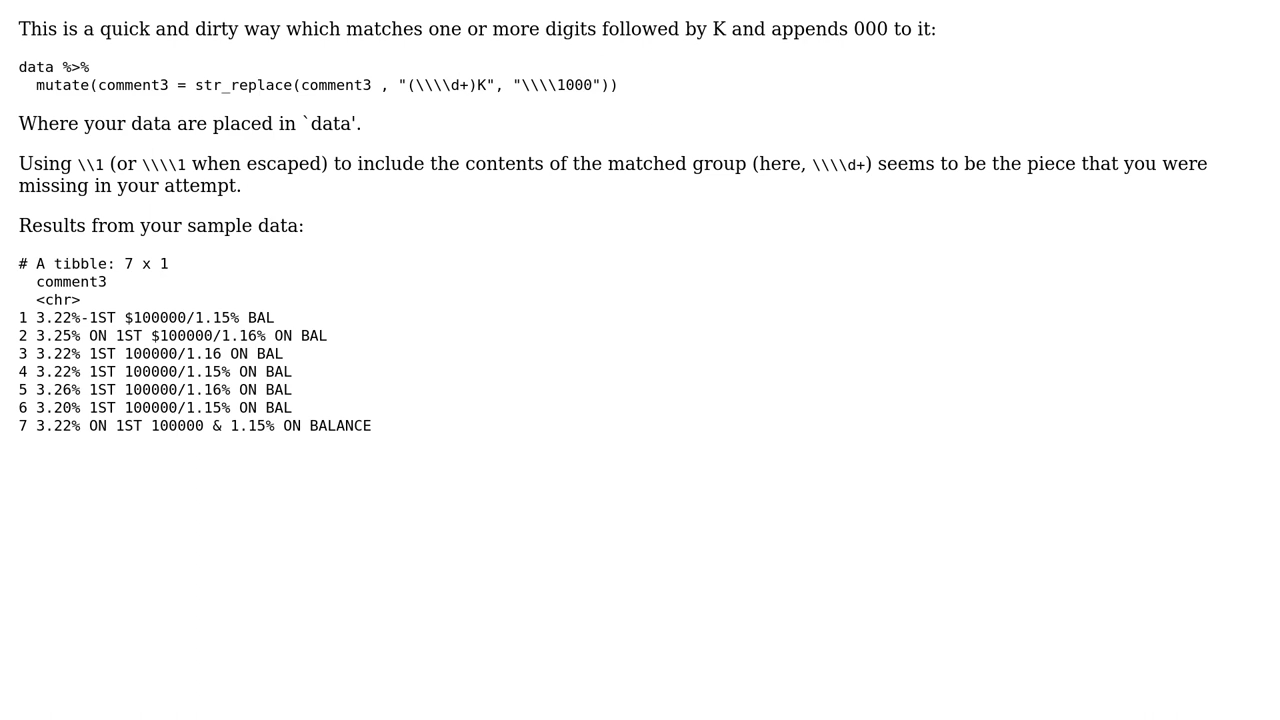 This is a quick and dirty way which matches one or more digits followed by K and appends 000 to it:
data %>%
  mutate(comment3 = str_replace(comment3 , "(\\\\d+)K", "\\\\1000"))
Where your data are placed in `data'.
Using \\1 (or \\\\1 when escaped) to include the contents of the matched group (here, \\\\d+) seems to be the piece that you were
missing in your attempt.
Results from your sample data:
# A tibble: 7 x 1
  comment3
  <chr>
1 3.22%-1ST $100000/1.15% BAL
2 3.25% ON 1ST $100000/1.16% ON BAL
3 3.22% 1ST 100000/1.16 ON BAL
4 3.22% 1ST 100000/1.15% ON BAL
5 3.26% 1ST 100000/1.16% ON BAL
6 3.20% 1ST 100000/1.15% ON BAL
7 3.22% ON 1ST 100000 & 1.15% ON BALANCE